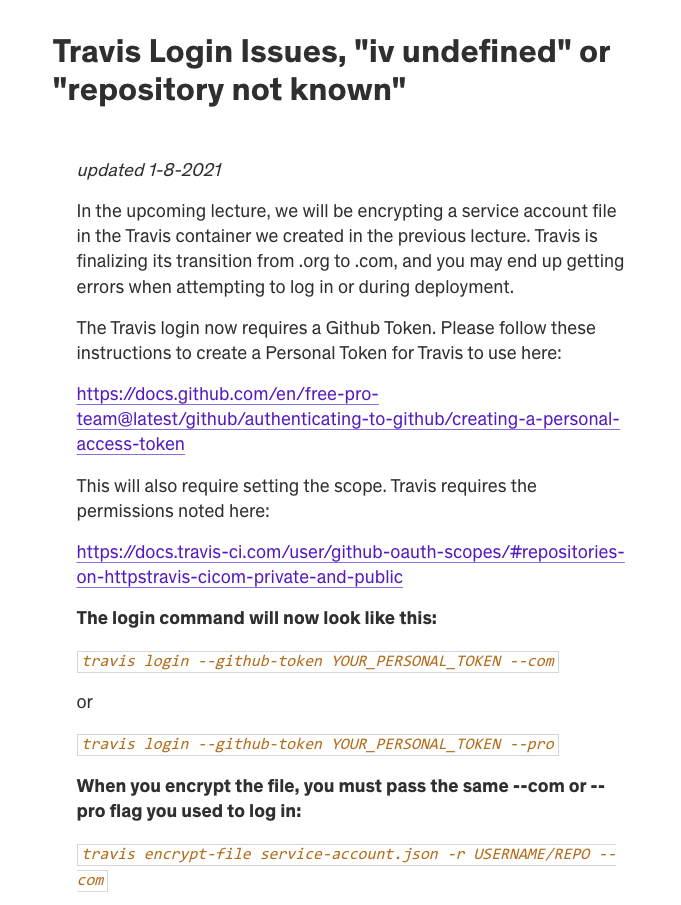 Travis Login Issues, "iv undefined" or
"repository not known"
updated 1-8-2021
In the upcoming lecture, we will be encrypting a service account file
in the Travis container we created in the previous lecture. Travis is
finalizing its transition from .org to .com, and you may end up getting
errors when attempting to log in or during deployment.
The Travis login now requires a Github Token. Please follow these
instructions to create a Personal Token for Travis to use here:
https://docs.github.com/en/free-pro-
team@latest/github/authenticating-to-github/creating-a-personal-
access-token
This will also require setting the scope. Travis requires the
permissions noted here:
https://docs.travis-ci.com/user/github-oauth-scopes/#repositories-
on-httpstravis-cicom-private-and-public
The login command will now look like this:
travis login --github-token YOUR_PERSONAL_TOKEN --com
or
travis login --github-token YOUR_PERSONAL_TOKEN --pro
When you encrypt the file, you must pass the same --com or --
pro flag you used to log in:
travis encrypt-file service-account.json -r USERNAME/REPO --
com